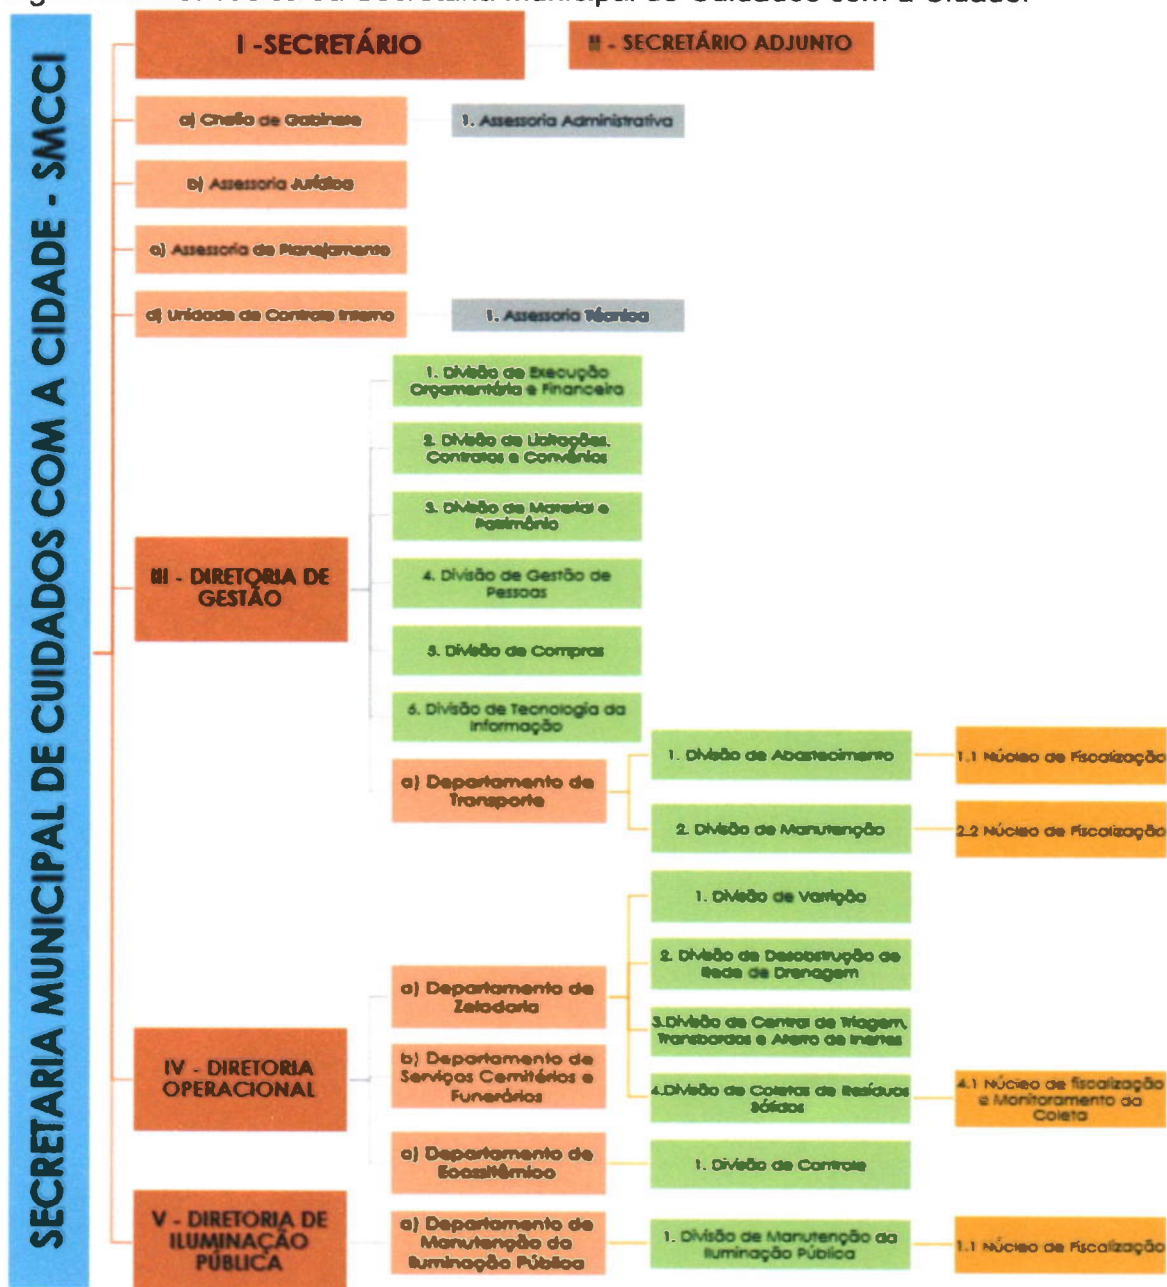 SECRETARIA MUNICIPAL DE CUIDADOS COM A CIDADE - SMCCI
I -SECRETÁRIO
II - SECRETÁRIO ADJUNTO
a) Chefia de Gabinete
1. Assessoria Administrativa
b) Assessoria Jurídica
c) Assessoria de Planejamento
d) Unidade de Controle Interno
1. Assessoria Técnica
III - DIRETORIA DE
GESTÃO
1. Divisão de Execução
Orçamentária e Financeira
2. Divisão de Licitações,
Contratos e Convênios
3. Divisão de Material e
Patrimônio
4. Divisão de Gestão de
Pessoas
5. Divisão de Compras
6. Divisão de Tecnologia da
Informação
a) Departamento de
Transporte
1. Divisão de Abastecimento
1.1 Núcleo de Fiscalização
2. Divisão de Manutenção
2.2 Núcleo de Fiscalização
IV - DIRETORIA
OPERACIONAL
a) Departamento de
Zeladoria
1. Divisão de Varrição
2. Divisão de Desobstrução de
Rede de Drenagem
3.Divisão de Central de Triagem,
Transbordos e Aterro de Inertes
4.Divisão de Coletas de Resíduos
Sólidos
4.1 Núcleo de fiscalização
e Monitoramento da
Coleta
b) Departamento de
Serviços Cemitérios e
Funerários
c) Departamento de
Ecossitêmico
1. Divisão de Controle
V - DIRETORIA DE
ILUMINAÇÃO
PÚBLICA
a) Departamento de
Manutenção da
Iluminação Pública
1. Divisão de Manutenção da
Iluminação Pública
1.1 Núcleo de Fiscalização